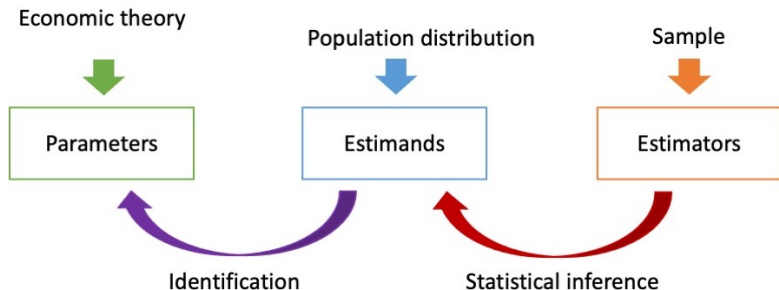 Economic theory
Population distribution
Sample
Parameters
Estimands
Estimators
Identification
Statistical inference